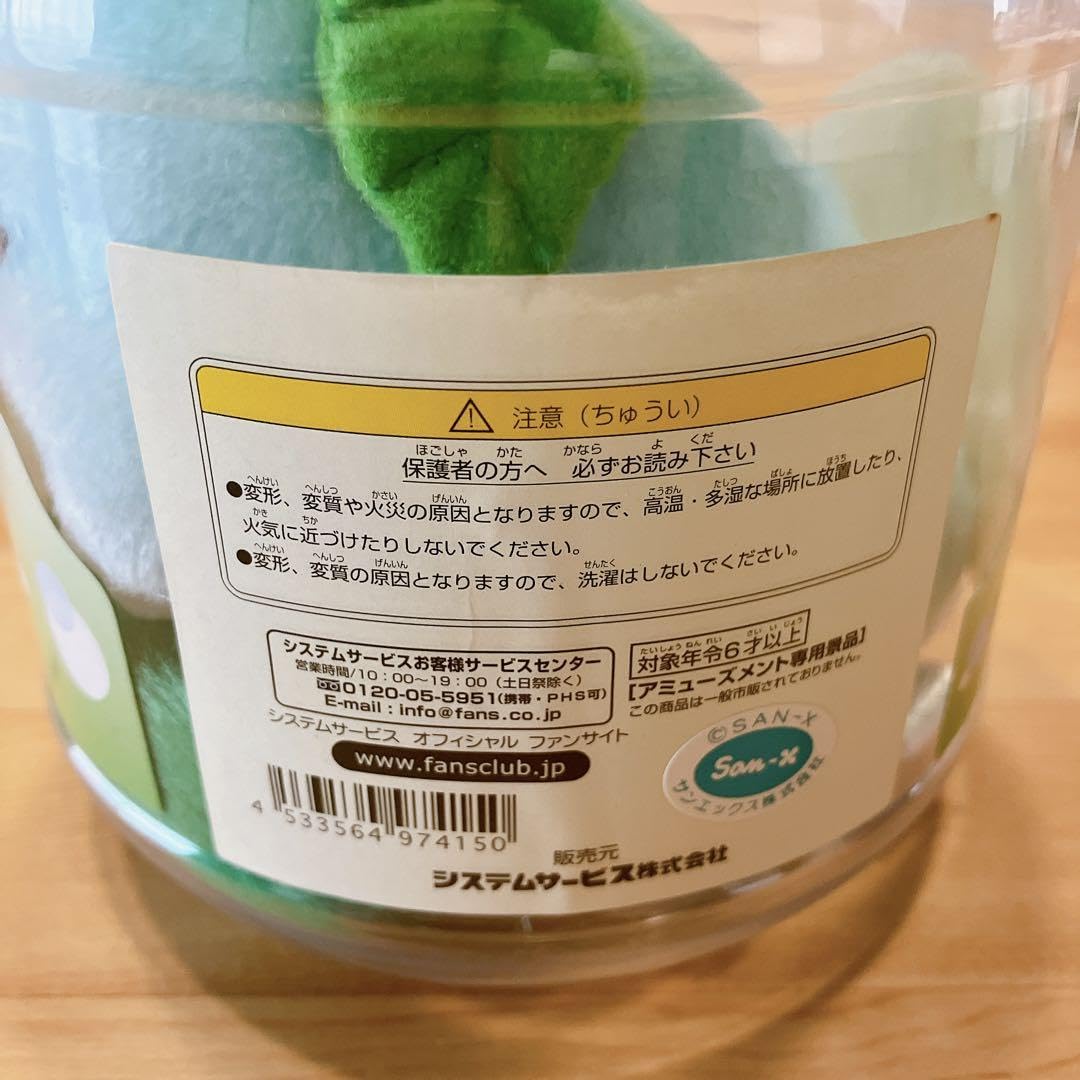 注意（ちゅうい）
保護者の方へ 必ずお読み下さい
●変形、変質や火災の原因となりますので、高温・多湿な場所に放置したり、
火気に近づけたりしないでください。
●変形、変質の原因となりますので、洗濯はしないでください。
システムサービスお客様サービスセンター
営業時間/10：00～19：00（土日祭除く）
0120-05-5951(携帯・PHS可)
E-mail：info@fans.co.jp
システムサービス オフィシャル ファンサイト
www.fansclub.jp
4 533564 974150
対象年令6才以上
[アミューズメント専用景品]
この商品は一般市販されておりません。
©SAN-X
San-x
サンエックス株式会社
販売元
システムサービス株式会社